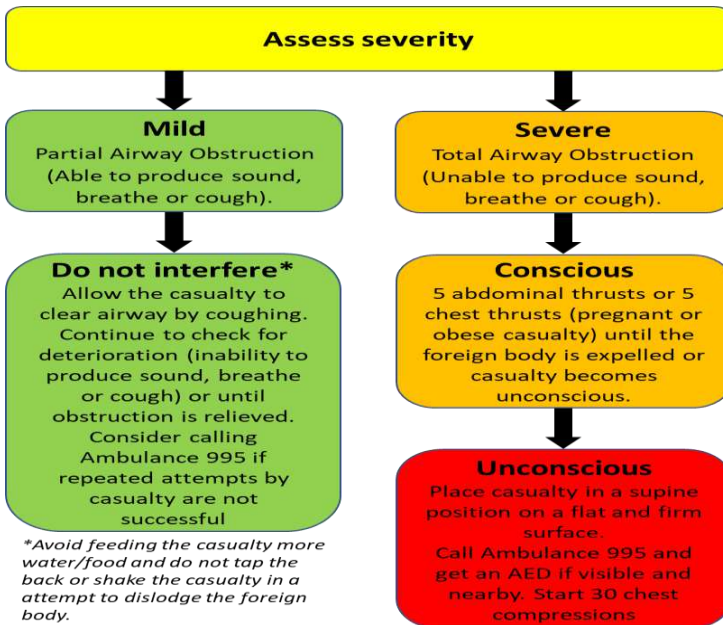 Assess severity
Mild
Partial Airway Obstruction
(Able to produce sound,
breathe or cough).
Do not interfere*
Allow the casualty to
clear airway by coughing.
Continue to check for
deterioration (inability to
produce sound, breathe
or cough) or until
obstruction is relieved.
Consider calling
Ambulance 995 if
repeated attempts by
casualty are not
successful
*Avoid feeding the casualty more
water/food and do not tap the
back or shake the casualty in a
attempt to dislodge the foreign
body.
Severe
Total Airway Obstruction
(Unable to produce sound,
breathe or cough).
Conscious
5 abdominal thrusts or 5
chest thrusts (pregnant or
obese casualty) until the
foreign body is expelled or
casualty becomes
unconscious.
Unconscious
Place casualty in a supine
position on a flat and firm
surface.
Call Ambulance 995 and
get an AED if visible and
nearby. Start 30 chest
compressions